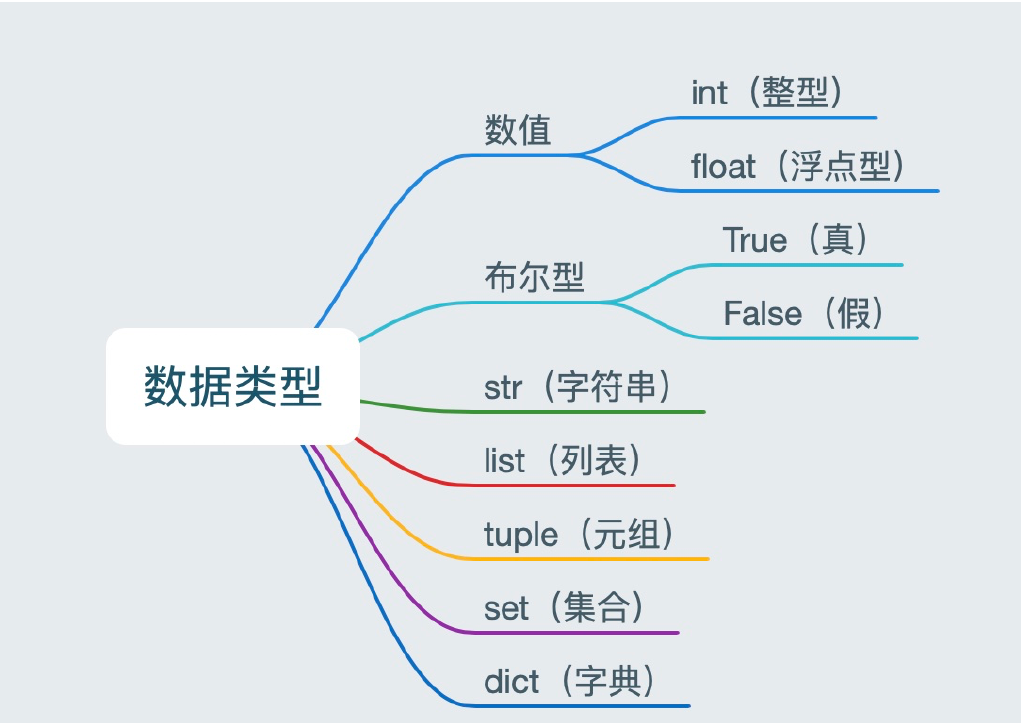 数据类型
数值
int（整型）
float（浮点型）
布尔型
True（真）
False（假）
str（字符串）
list（列表）
tuple（元组）
set（集合）
dict（字典）